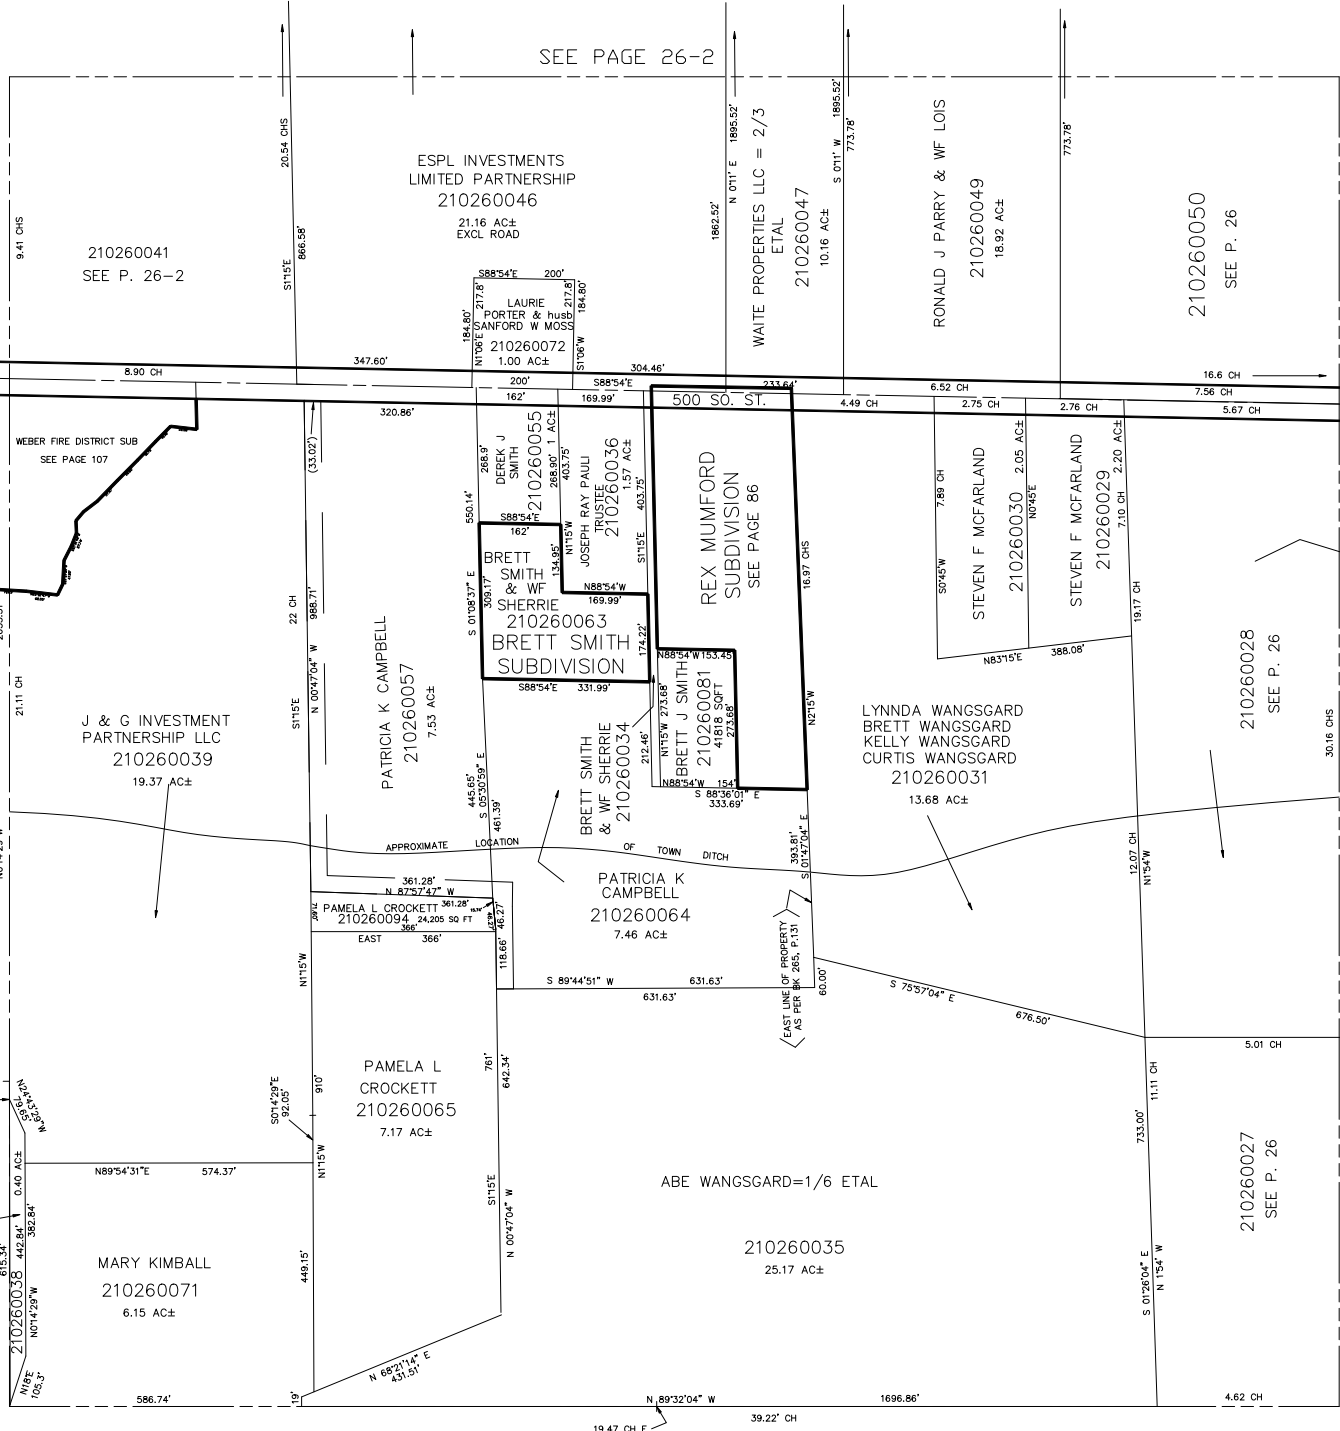 SEE PAGE 26-2
9.41 CHS
20.54 CHS
866.58'
S1°15'E
210260041
SEE P. 26-2
ESPL INVESTMENTS
LIMITED PARTNERSHIP
210260046
21.16 AC±
EXCL ROAD
S88°54'E 200'
217.8'
184.80'
N1°06'E
LAURIE
PORTER & husb
SANFORD W MOSS
210260072
1.00 AC±
217.8'
184.80'
S1°06'W
1862.52'
N 0°11' E 1895.52'
WAITE PROPERTIES LLC = 2/3
ETAL
210260047
10.16 AC±
S 0°11' W 1895.52'
773.78'
RONALD J PARRY & WF LOIS
210260049
18.92 AC±
773.78'
210260050
SEE P. 26
8.90 CH
347.60'
200'
304.46'
S88°54'E
233.64'
6.52 CH
16.6 CH
7.56 CH
500 SO. ST.
162'
169.99'
320.86'
4.49 CH
2.75 CH
2.76 CH
5.67 CH
WEBER FIRE DISTRICT SUB
SEE PAGE 107
(33.02')
268.9'
550.14'
DEREK J
SMITH
210260055
1 AC±
268.90'
403.75'
N1°15'W
JOSEPH RAY PAULI
TRUSTEE
210260036
1.57 AC±
403.75'
S1°15'E
REX MUMFORD
SUBDIVISION
SEE PAGE 86
16.97 CHS
N2°15'W
7.89 CH
S0°45'W
STEVEN F MCFARLAND
210260030
2.05 AC±
N0°45'E
STEVEN F MCFARLAND
210260029
2.20 AC±
7.10 CH
19.17 CH
N83°15'E 388.08'
210260028
SEE P. 26
30.16 CHS
S88°54'E
162'
134.95'
N88°54'W
169.99'
BRETT
SMITH
& WF
SHERRIE
210260063
BRETT SMITH
SUBDIVISION
S 01°08'37" E
309.17'
174.22'
S88°54'E 331.99'
N88°54'W 153.45'
22 CH
988.71'
S1°15'E
N 00°47'04" W
PATRICIA K CAMPBELL
210260057
7.53 AC±
21.11 CH
J & G INVESTMENT
PARTNERSHIP LLC
210260039
19.37 AC±
445.65'
S 05°30'59" E
461.39'
BRETT SMITH
& WF SHERRIE
210260034
212.46'
N1°15'W 273.68'
BRETT J SMITH
210260081
41818 SQFT
273.68'
N88°54'W 154'
S 88°36'01" E
333.69'
LYNNDA WANGSGARD
BRETT WANGSGARD
KELLY WANGSGARD
CURTIS WANGSGARD
210260031
13.68 AC±
APPROXIMATE LOCATION OF TOWN DITCH
393.81'
S 01°47'04" E
12.07 CH
N1°54'W
361.28'
N 87°57'47" W
PAMELA L CROCKETT 361.28'
210260094 24,205 SQ FT
366'
EAST 366'
46.27'
118.66'
PATRICIA K
CAMPBELL
210260064
7.46 AC±
EAST LINE OF PROPERTY
AS PER BK 265, P.131
60.00'
S 89°44'51" W 631.63'
631.63'
S 75°57'04" E
676.50'
5.01 CH
N1°15'W
910'
S0°14'29"E
92.05'
N1°15'W
PAMELA L
CROCKETT
210260065
7.17 AC±
761'
642.34'
S1°15'E
N 00°47'04" W
11.11 CH
733.00'
N24°43'29"W
79.65'
N89°54'31"E 574.37'
0.40 AC±
382.84'
442.84'
210260038
N0°14'29"W
615.34'
N18°E
105.3'
MARY KIMBALL
210260071
6.15 AC±
449.15'
ABE WANGSGARD=1/6 ETAL
210260035
25.17 AC±
210260027
SEE P. 26
S 01°26'04" E
N 1°54' W
N 68°21'14" E
431.51'
586.74'
19'
N 89°32'04" W
1696.86'
4.62 CH
39.22' CH
19.47 CH E